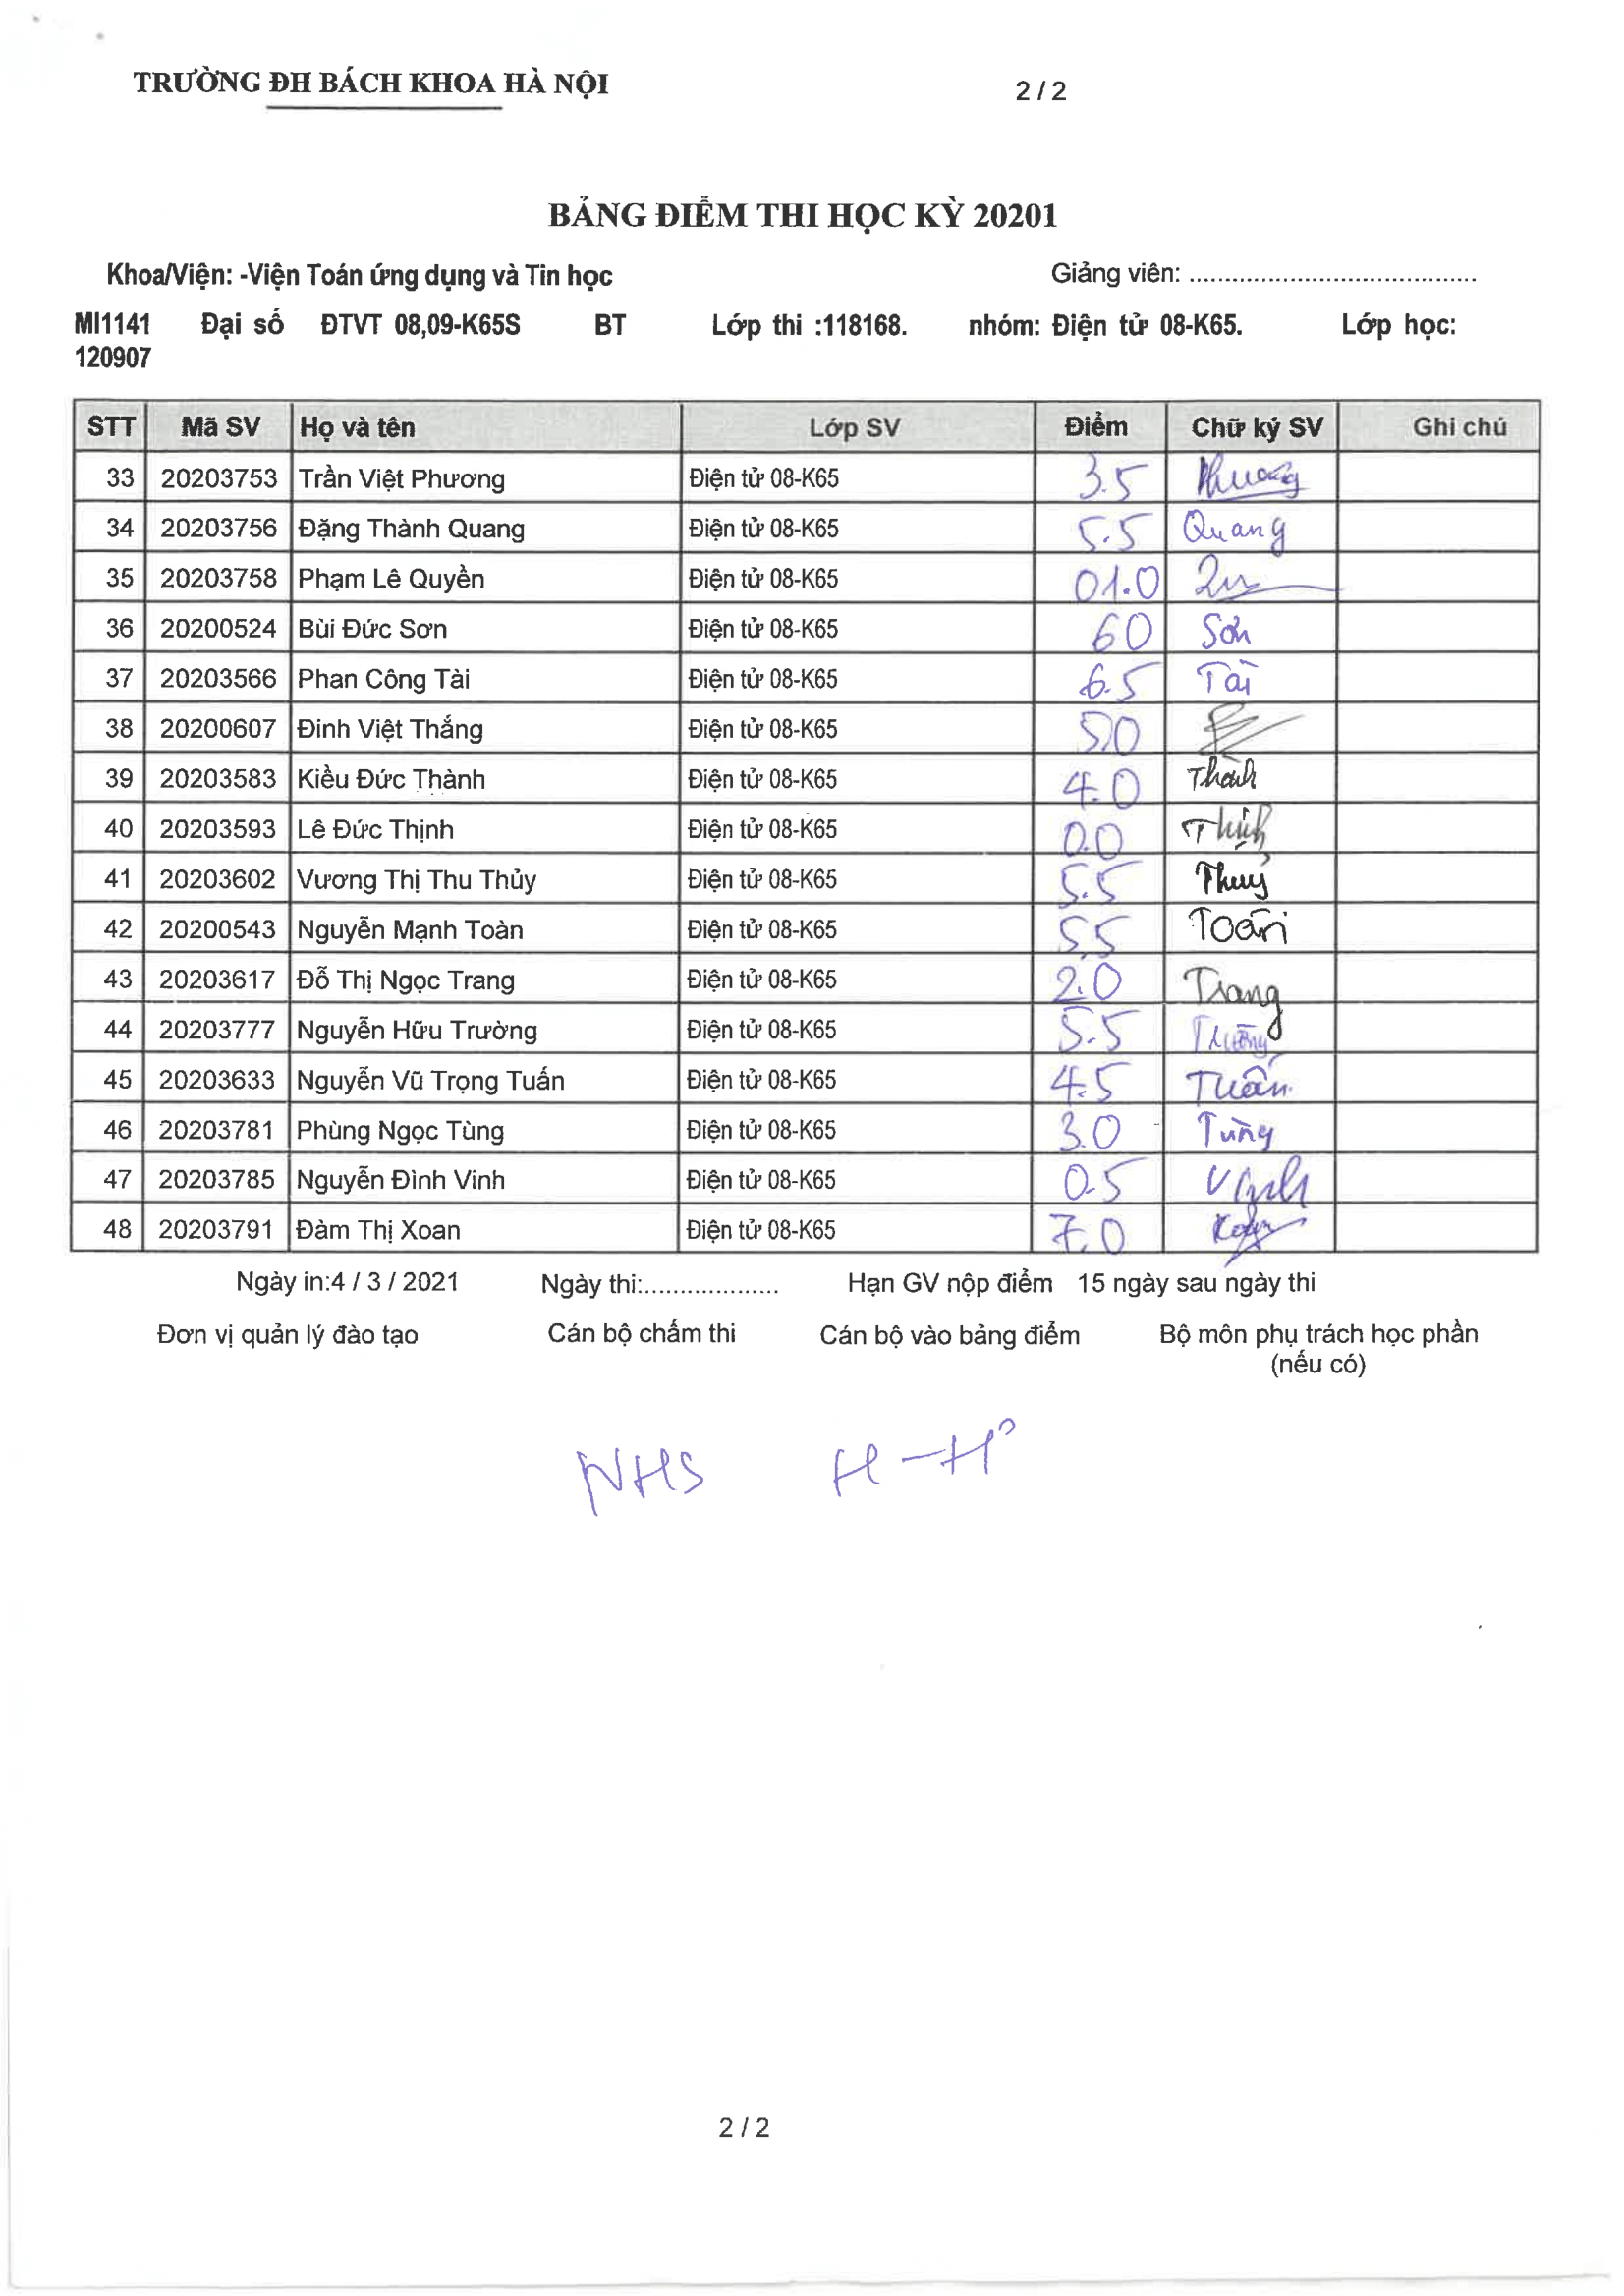 TRƯỜNG ĐH BÁCH KHOA HÀ NỘI 2 / 2
BẢNG ĐIỂM THI HỌC KỲ 20201
Khoa/Viện: -Viện Toán ứng dụng và Tin học Giảng viên: ........................................
MI1141 Đại số ĐTVT 08,09-K65S BT Lớp thi :118168. nhóm: Điện tử 08-K65. Lớp học:
120907
STT Mã SV Họ và tên Lớp SV Điểm Chữ ký SV Ghi chú
33 20203753 Trần Việt Phương Điện tử 08-K65 3.5 Phương
34 20203756 Đặng Thành Quang Điện tử 08-K65 5.5 Quang
35 20203758 Phạm Lê Quyền Điện tử 08-K65 01.0
36 20200524 Bùi Đức Sơn Điện tử 08-K65 60 Sơn
37 20203566 Phan Công Tài Điện tử 08-K65 6.5 Tài
38 20200607 Đinh Việt Thắng Điện tử 08-K65 5.0
39 20203583 Kiều Đức Thành Điện tử 08-K65 4.0 Thành
40 20203593 Lê Đức Thịnh Điện tử 08-K65 0.0 Thịnh
41 20203602 Vương Thị Thu Thủy Điện tử 08-K65 5.5 Thuỷ
42 20200543 Nguyễn Mạnh Toàn Điện tử 08-K65 5.5 Toàn
43 20203617 Đỗ Thị Ngọc Trang Điện tử 08-K65 2.0 Trang
44 20203777 Nguyễn Hữu Trường Điện tử 08-K65 5.5 Trường
45 20203633 Nguyễn Vũ Trọng Tuấn Điện tử 08-K65 4.5 Tuấn
46 20203781 Phùng Ngọc Tùng Điện tử 08-K65 3.0 Tùng
47 20203785 Nguyễn Đình Vinh Điện tử 08-K65 0.5 Vinh
48 20203791 Đàm Thị Xoan Điện tử 08-K65 7.0 Xoan
Ngày in:4 / 3 / 2021 Ngày thi:................... Hạn GV nộp điểm 15 ngày sau ngày thi
Đơn vị quản lý đào tạo Cán bộ chấm thi Cán bộ vào bảng điểm Bộ môn phụ trách học phần
(nếu có)
NHS
2 / 2